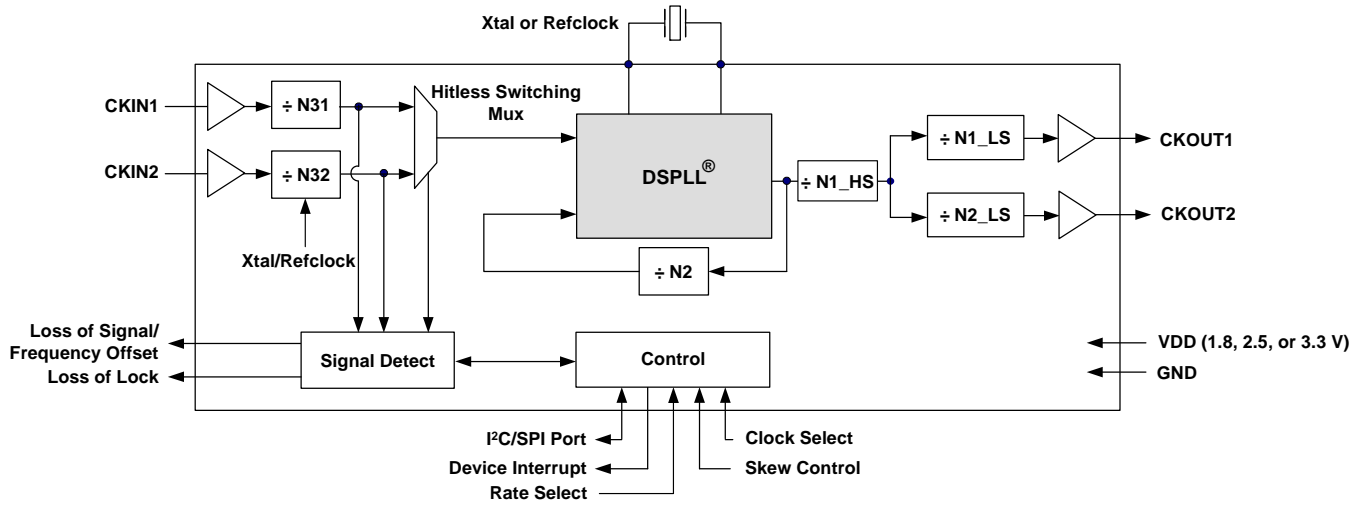 Xtal or Refclock
CKIN1
÷ N31
Hitless Switching
Mux
CKIN2
÷ N32
Xtal/Refclock
DSPLL®
÷ N2
÷ N1_HS
÷ N1_LS
CKOUT1
÷ N2_LS
CKOUT2
Loss of Signal/
Frequency Offset
Loss of Lock
Signal Detect
Control
VDD (1.8, 2.5, or 3.3 V)
GND
I²C/SPI Port
Device Interrupt
Rate Select
Clock Select
Skew Control